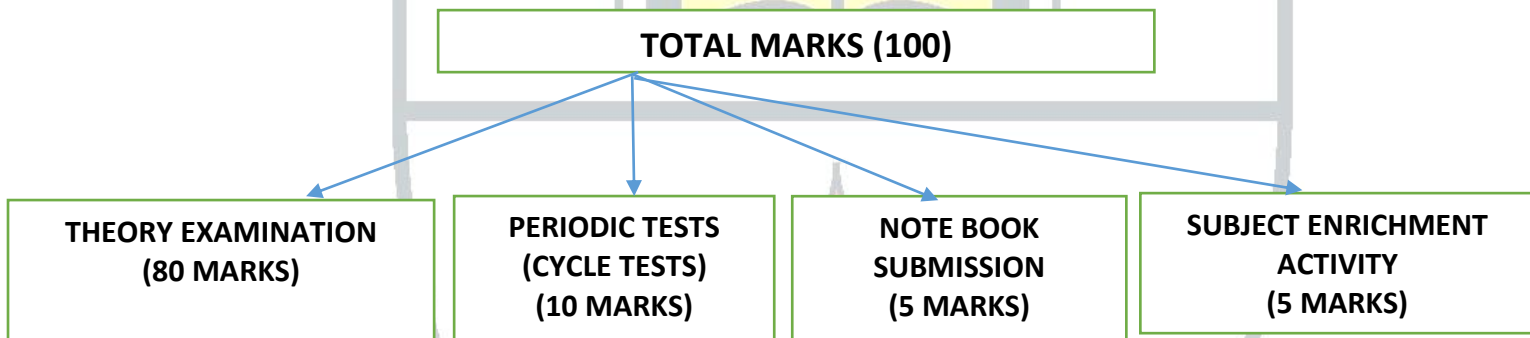 TOTAL MARKS (100)
THEORY EXAMINATION
(80 MARKS)
PERIODIC TESTS
(CYCLE TESTS)
(10 MARKS)
NOTE BOOK
SUBMISSION
(5 MARKS)
SUBJECT ENRICHMENT
ACTIVITY
(5 MARKS)